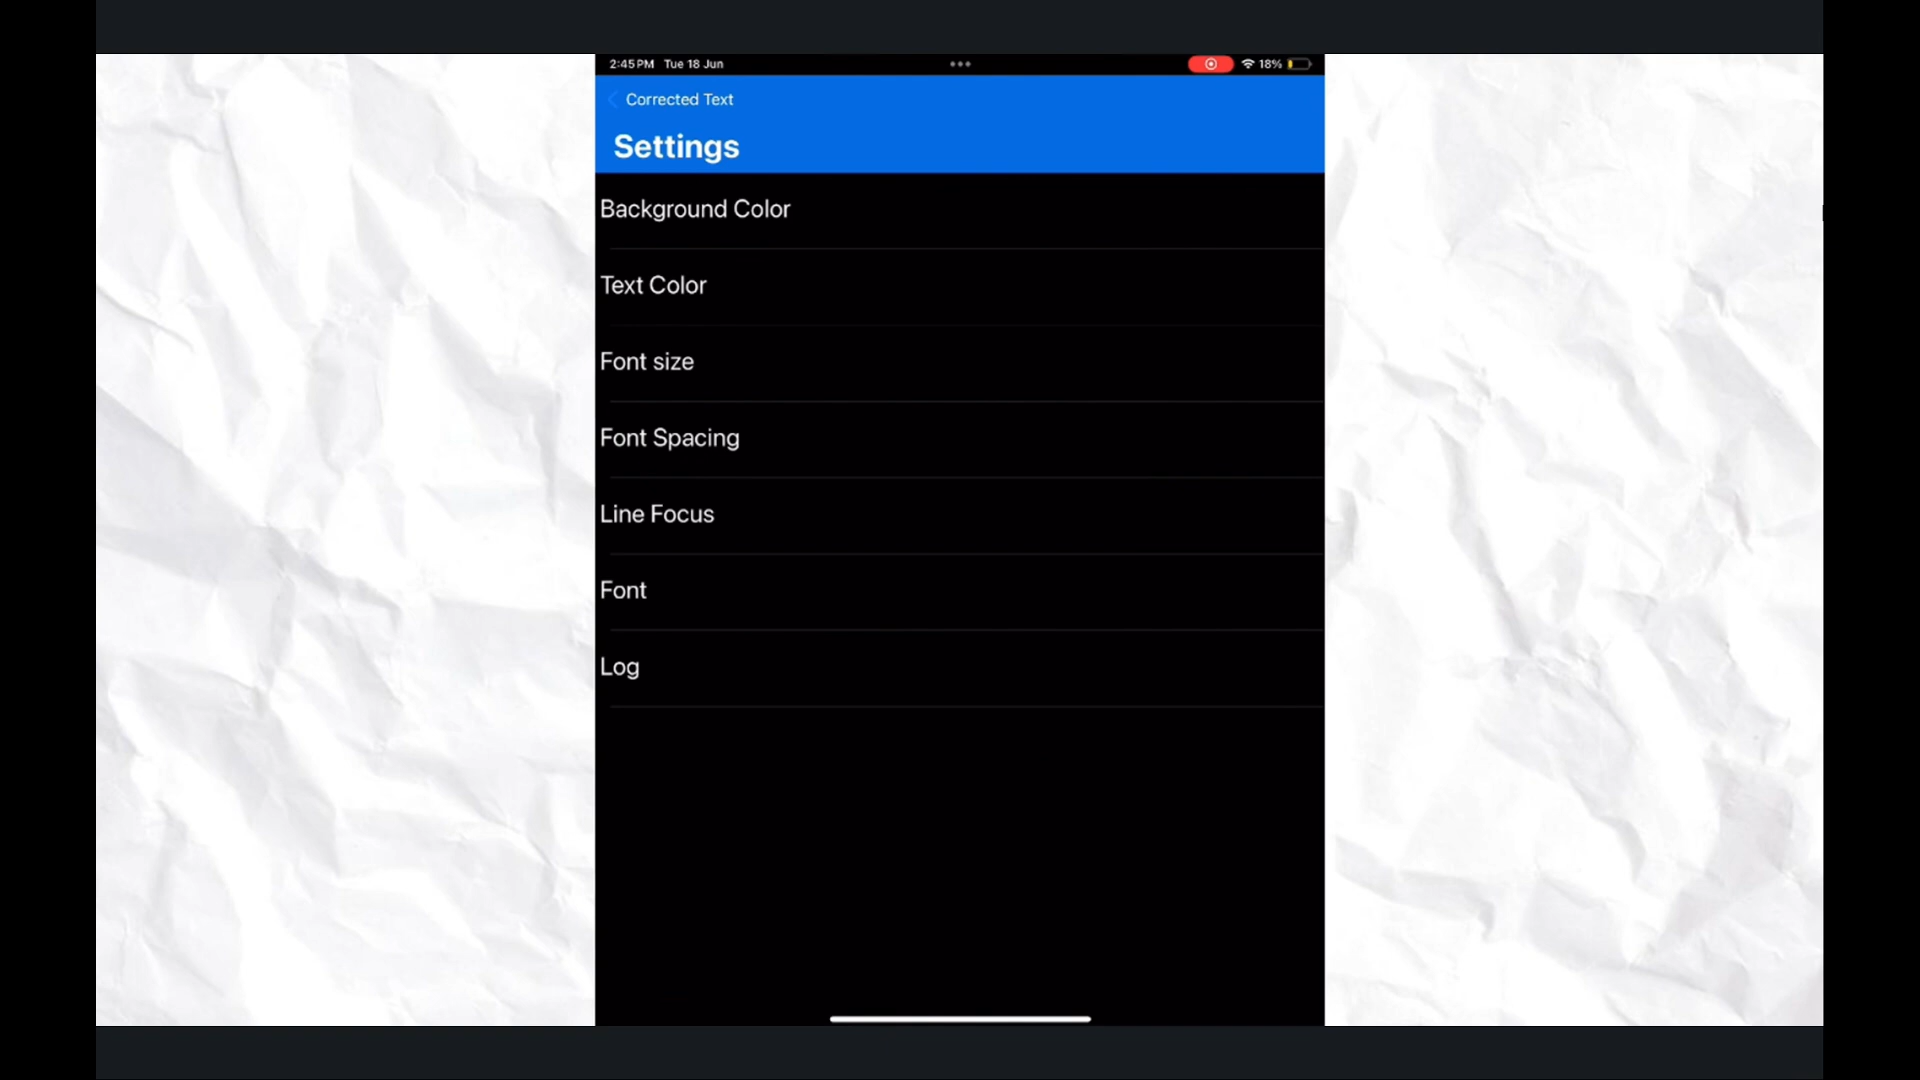 2:45 PM Tue 18 Jun
18%
Corrected Text
Settings
Background Color
Text Color
Font size
Font Spacing
Line Focus
Font
Log